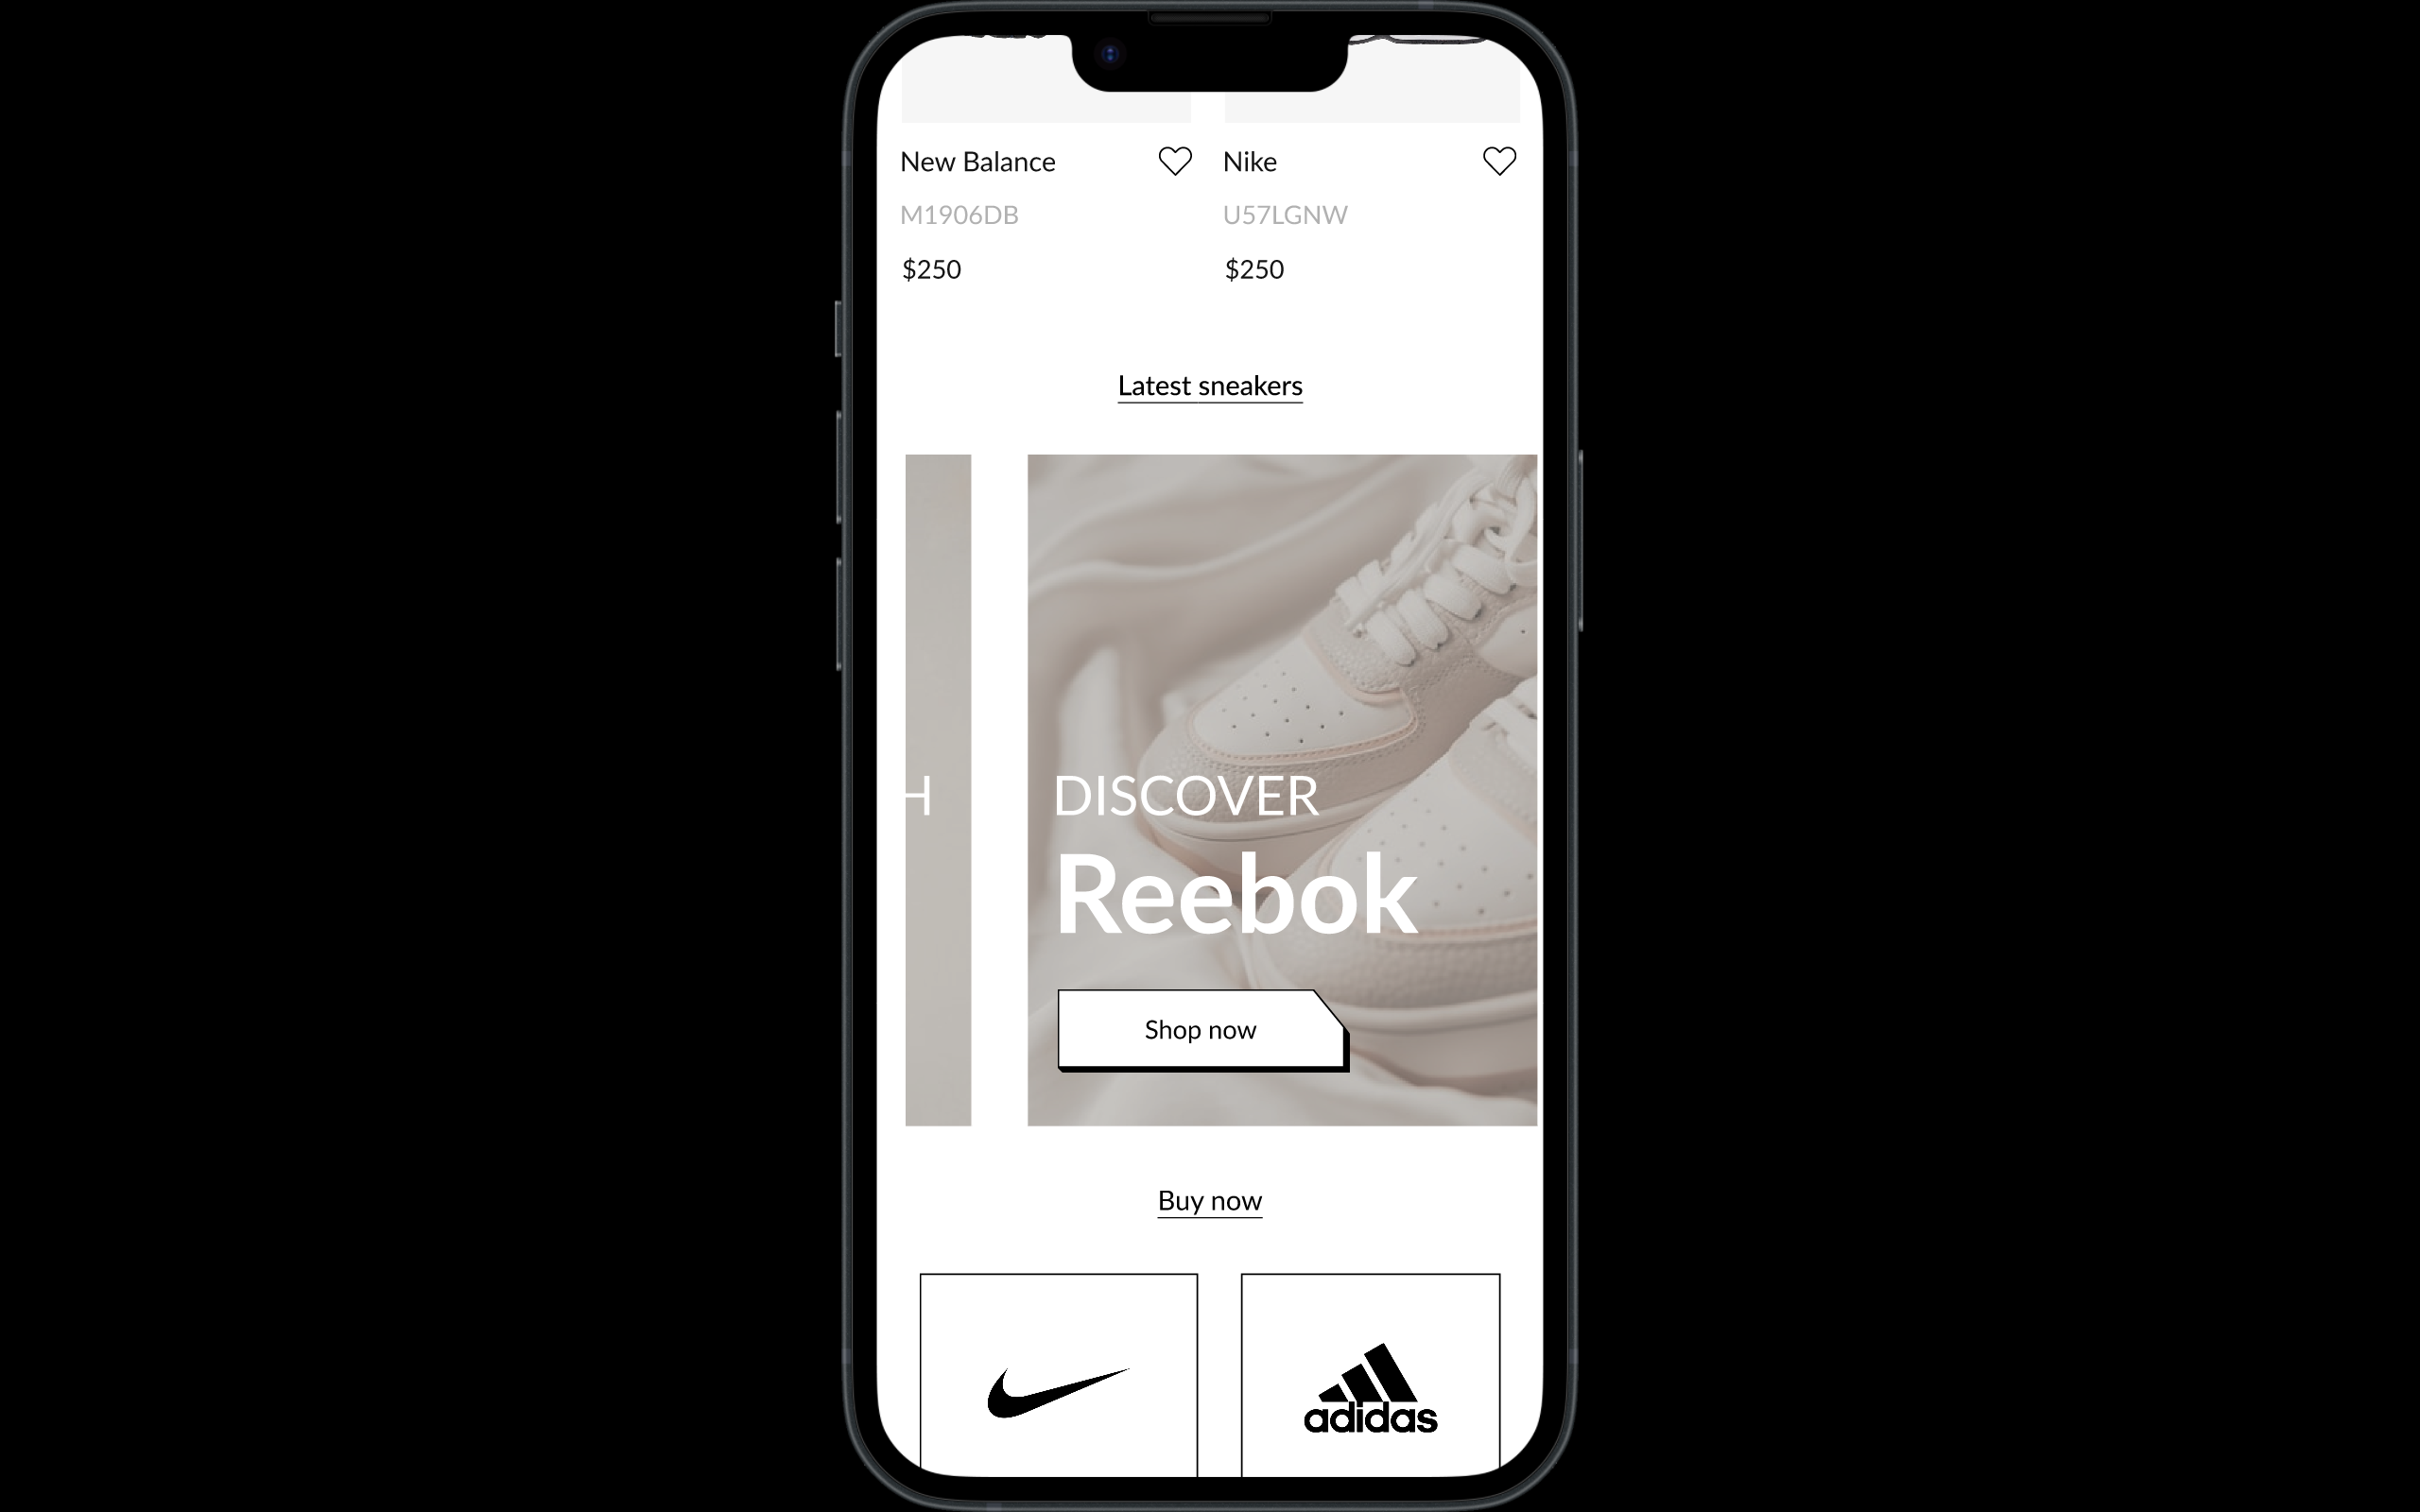 New Balance
Nike
M1906DB
U57LGNW
$250
$250
Latest sneakers
H
DISCOVER
Reebok
Shop now
Buy now
adidas